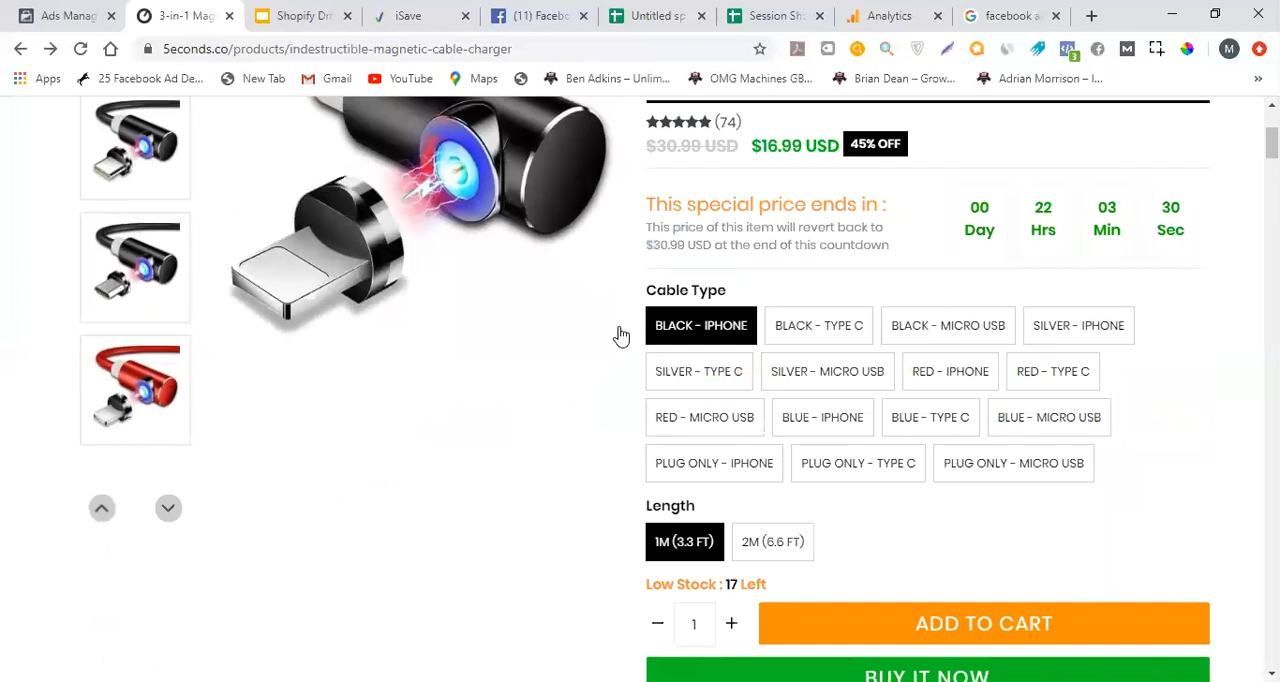 Ads Manag
3-in-1 Mag
Shopify Dr
iSave
(11) Faceb
Untitled sp
Session Sh
Analytics
facebook a
5econds.co/products/indestructible-magnetic-cable-charger
M
3
M
Apps
25 Facebook Ad De...
New Tab
Gmail
YouTube
Maps
Ben Adkins – Unlim...
GMG Machines GB...
Brian Dean – Grow...
Adrian Morrison – I...
»
(74)
$30.99 USD $16.99 USD 45% OFF
This special price ends in :
This price of this item will revert back to
$30.99 USD at the end of this countdown
00 22 03 30
Day Hrs Min Sec
Cable Type
BLACK - IPHONE BLACK - TYPE C BLACK - MICRO USB SILVER - IPHONE
SILVER - TYPE C SILVER - MICRO USB RED - IPHONE RED - TYPE C
RED - MICRO USB BLUE - IPHONE BLUE - TYPE C BLUE - MICRO USB
PLUG ONLY - IPHONE PLUG ONLY - TYPE C PLUG ONLY - MICRO USB
Length
1M (3.3 FT) 2M (6.6 FT)
Low Stock : 17 Left
− 1 + ADD TO CART
BUY IT NOW